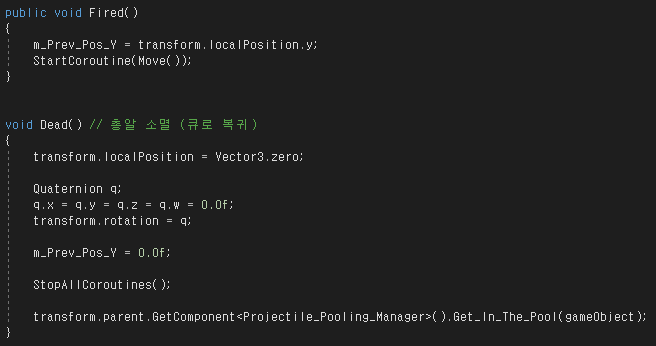 public void Fired()
{
m_Prev_Pos_Y = transform.localPosition.y;
StartCoroutine(Move());
}
void Dead() // 총알 소멸 (큐로 복귀)
{
transform.localPosition = Vector3.zero;
Quaternion q;
q.x = q.y = q.z = q.w = 0.0f;
transform.rotation = q;
m_Prev_Pos_Y = 0.0f;
StopAllCoroutines();
transform.parent.GetComponent<Projectile_Pooling_Manager>().Get_In_The_Pool(gameObject);
}